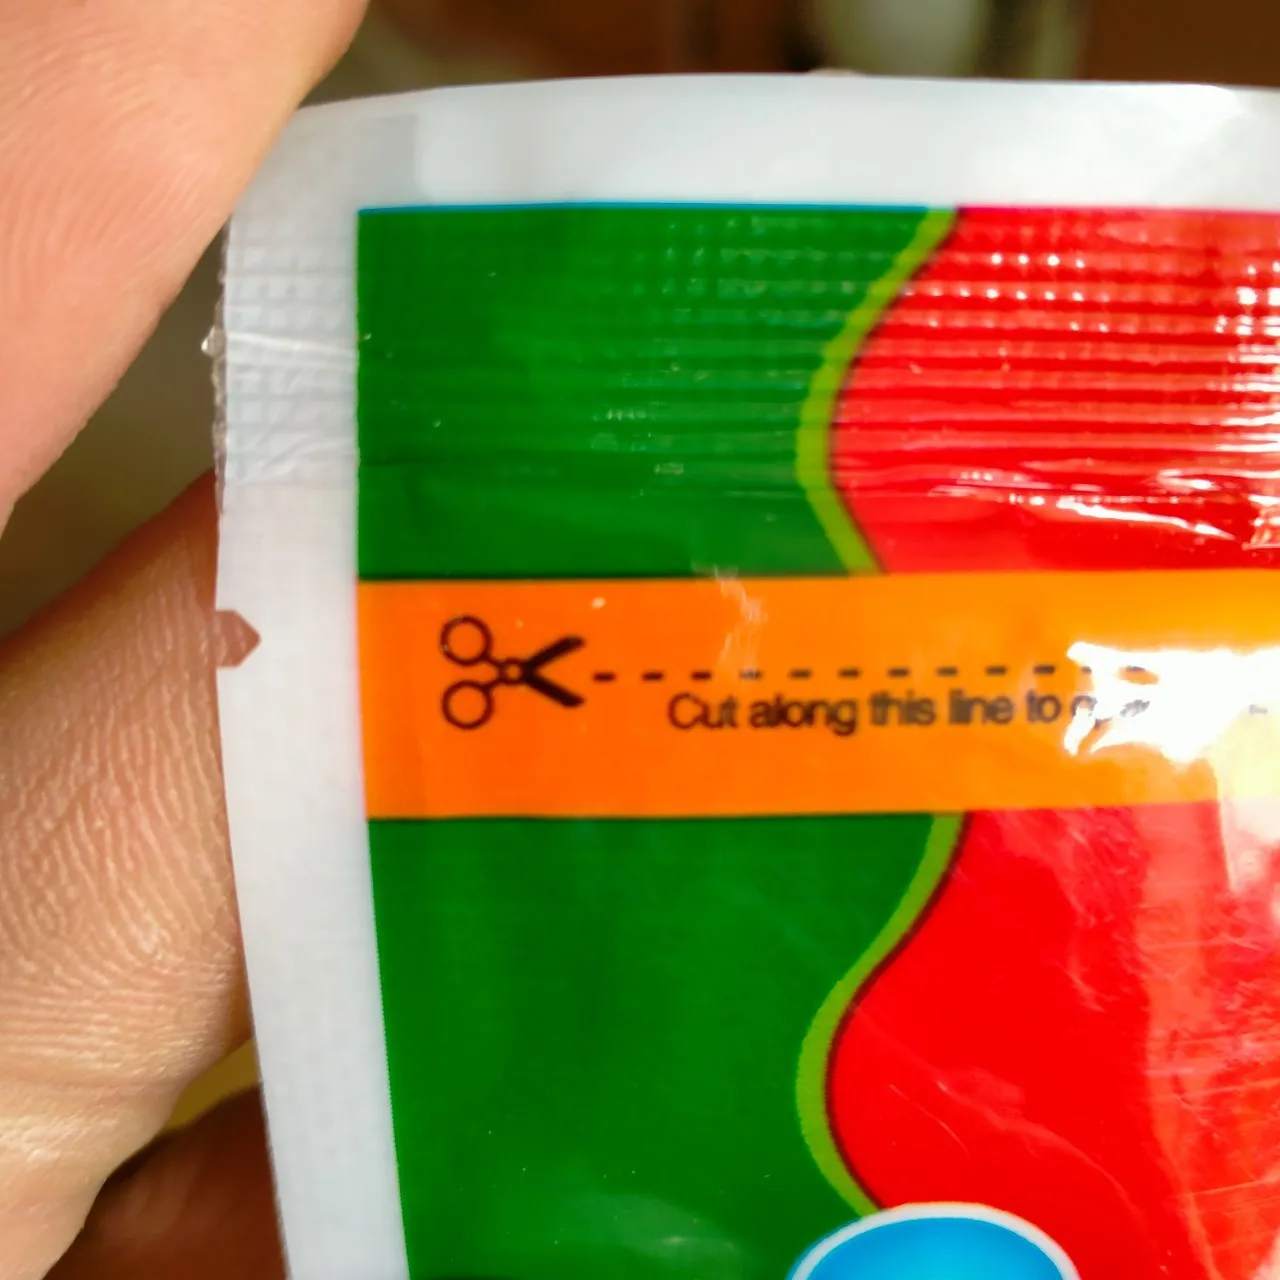 Cut along this line to